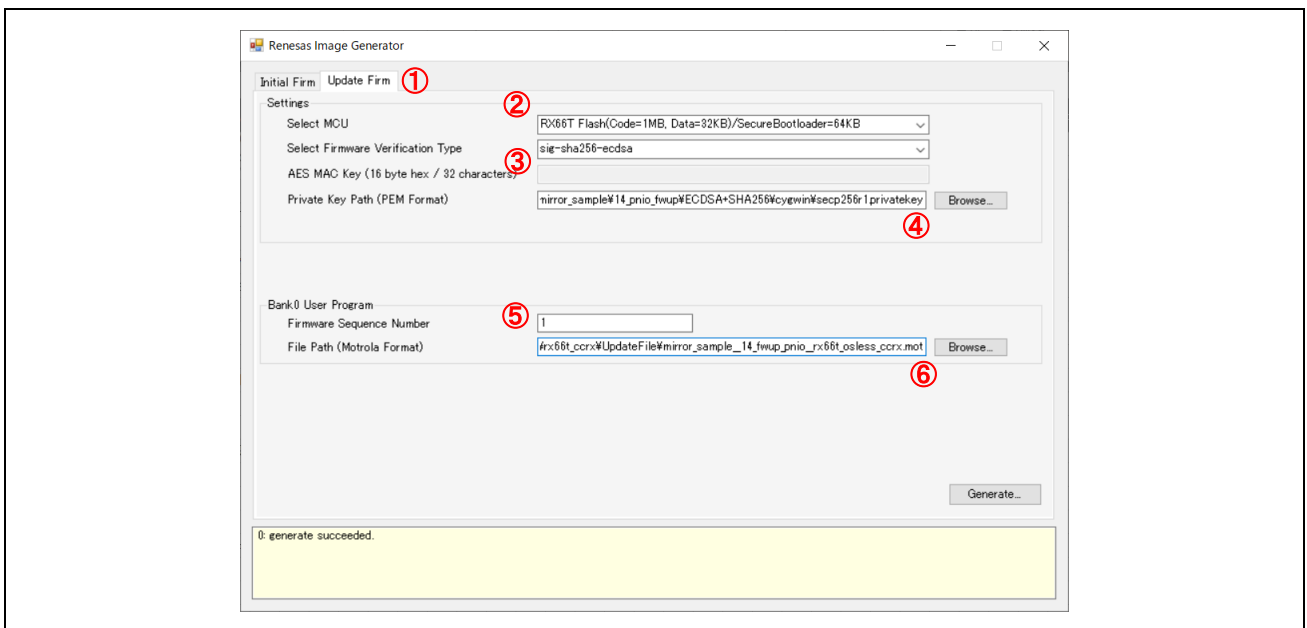 Renesas Image Generator
Initial Firm Update Firm ①
Settings ②
Select MCU RX66T Flash(Code=1MB, Data=32KB)/SecureBootloader=64KB
Select Firmware Verification Type sig-sha256-ecdsa
③
AES MAC Key (16 byte hex / 32 characters)
Private Key Path (PEM Format) mirror_sample¥14_pnio_fwup¥ECDSA+SHA256¥cygwin¥secp256r1.privatekey Browse...
④
Bank0 User Program
Firmware Sequence Number ⑤ 1
File Path (Motrola Format) ¥rx66t_ccrx¥UpdateFile¥mirror_sample__14_fwup_pnio_rx66t_osless_ccrx.mot Browse...
⑥
Generate...
0: generate succeeded.